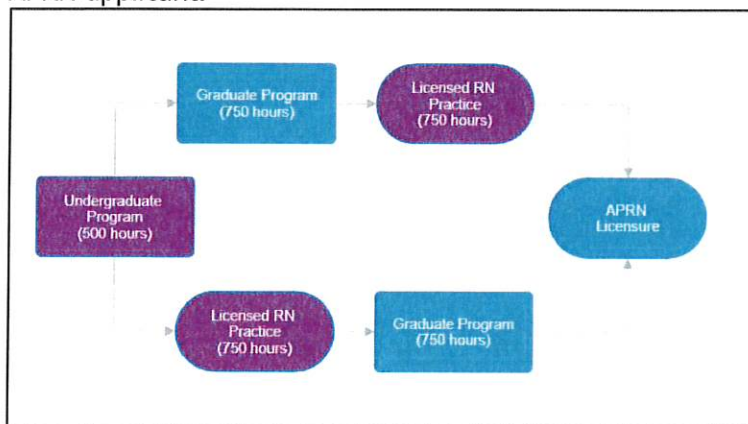 Graduate Program
(750 hours)
Licensed RN
Practice
(750 hours)
Undergraduate
Program
(500 hours)
APRN
Licensure
Licensed RN
Practice
(750 hours)
Graduate Program
(750 hours)